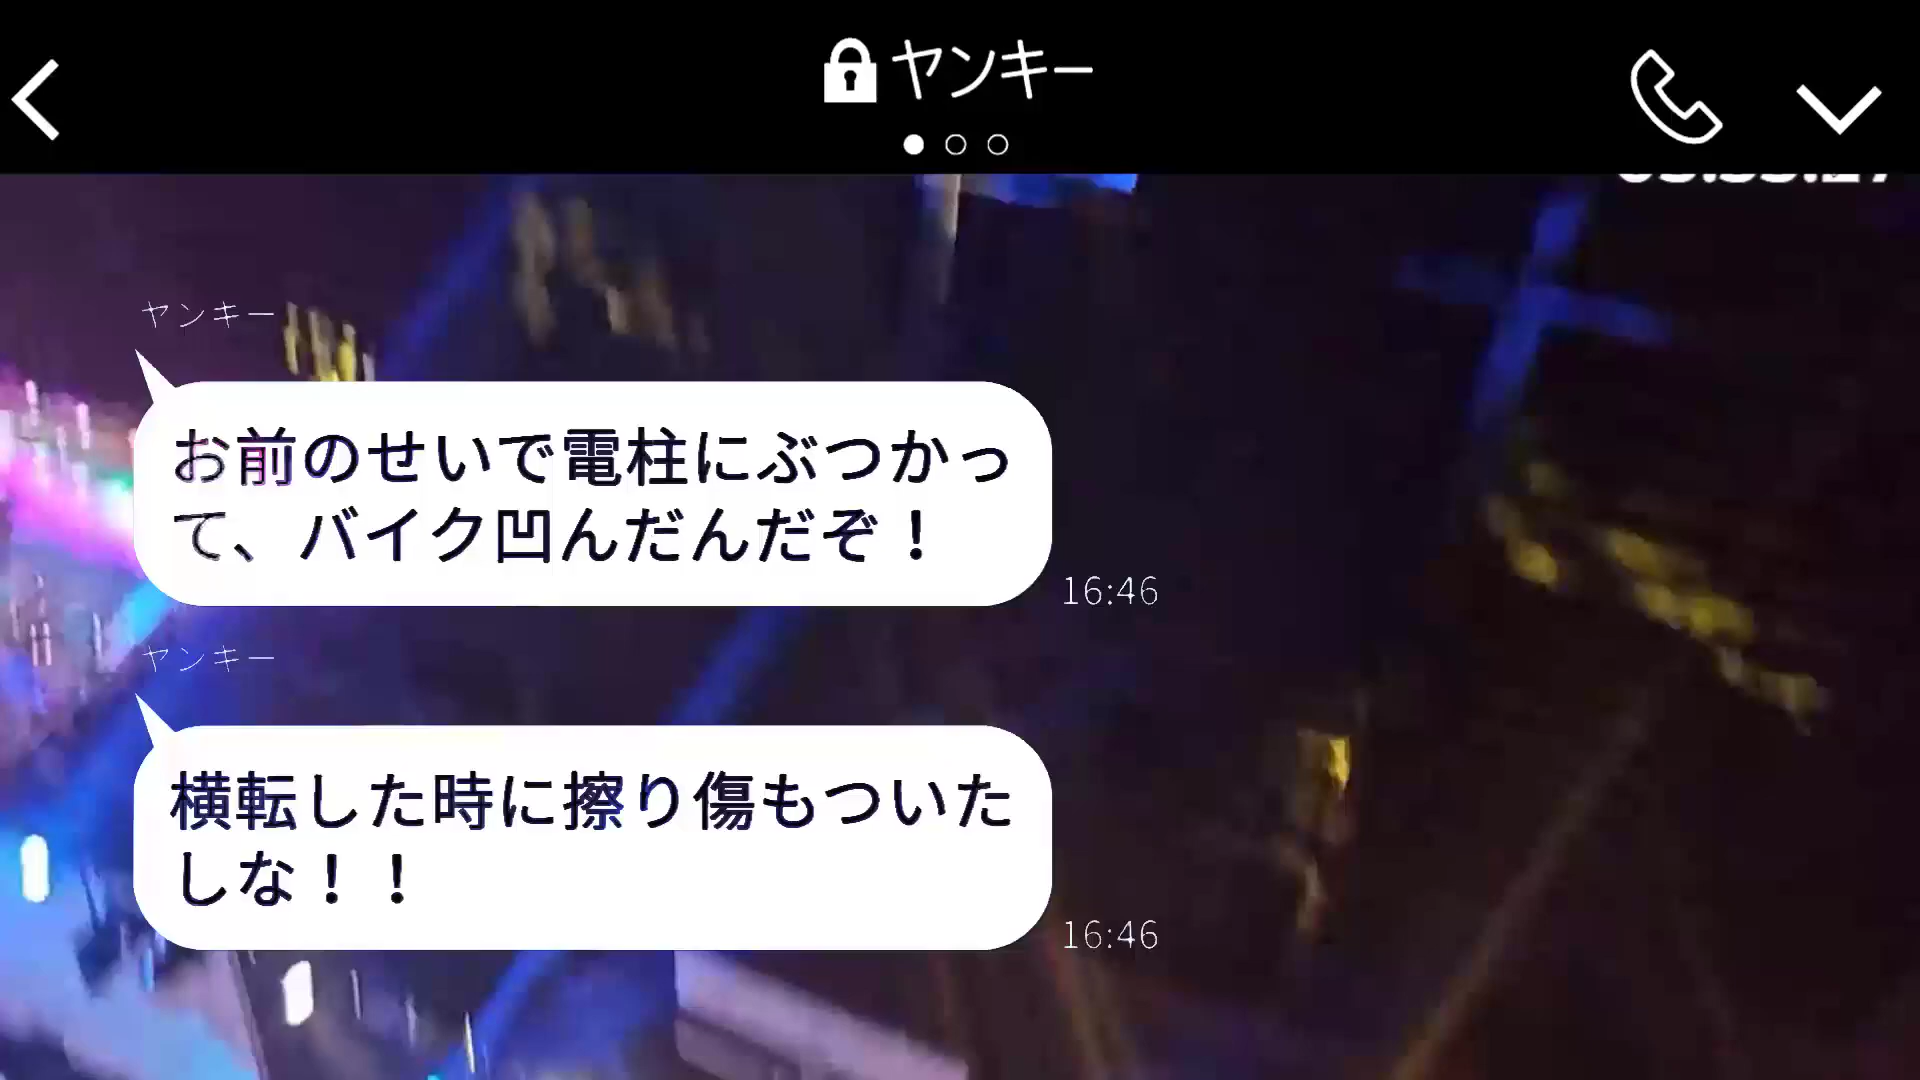 ヤンキー
ヤンキー
お前のせいで電柱にぶつかっ
て、バイク凹んだんだぞ！
16:46
ヤンキー
横転した時に擦り傷もついた
しな！！
16:46